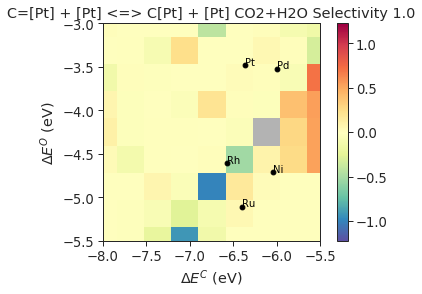 C=[Pt] + [Pt] <=> C[Pt] + [Pt] CO2+H2O Selectivity 1.0
−3.0
−3.5
−4.0
−4.5
−5.0
−5.5
ΔE^O (eV)
Pt
Pd
Rh
Ni
Ru
−8.0 −7.5 −7.0 −6.5 −6.0 −5.5
ΔE^C (eV)
1.0
0.5
0.0
−0.5
−1.0